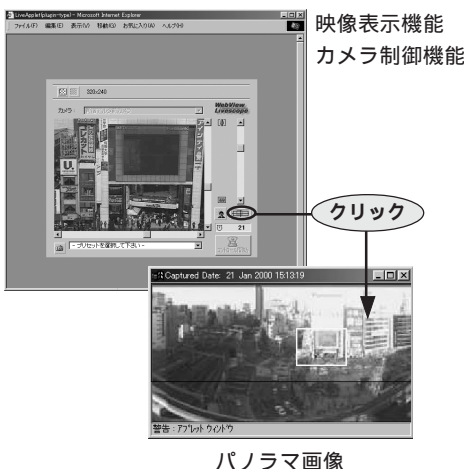 LiveApplet(plugin-type) - Microsoft Internet Explorer
ファイル(F) 編集(E) 表示(V) 移動(G) お気に入り(A) ヘルプ(H)
映像表示機能
カメラ制御機能
320x240
WebView
Livescope
カメラ:
U.
21
- プリセットを選択して下さい -
クリック
Captured Date: 21 Jan 2000 15:13:19
警告: アプレット ウィンドウ
パノラマ画像